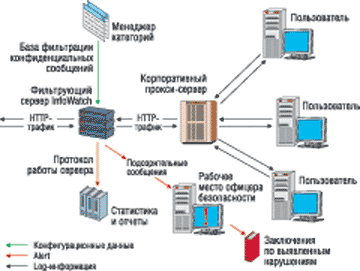 Менеджер
категорий
Пользователь
База фильтрации
конфиденциальных
сообщений
Корпоративный
прокси-сервер
Фильтрующий
сервер InfoWatch
HTTP-
трафик
HTTP-
трафик
Пользователь
Протокол
работы сервера
Подозрительные
сообщения
Рабочее
место офицера
безопасности
Пользователь
Статистика
и отчеты
Заключения
по выявленным
нарушениям
Конфигурационные данные
Alert
Log-информация